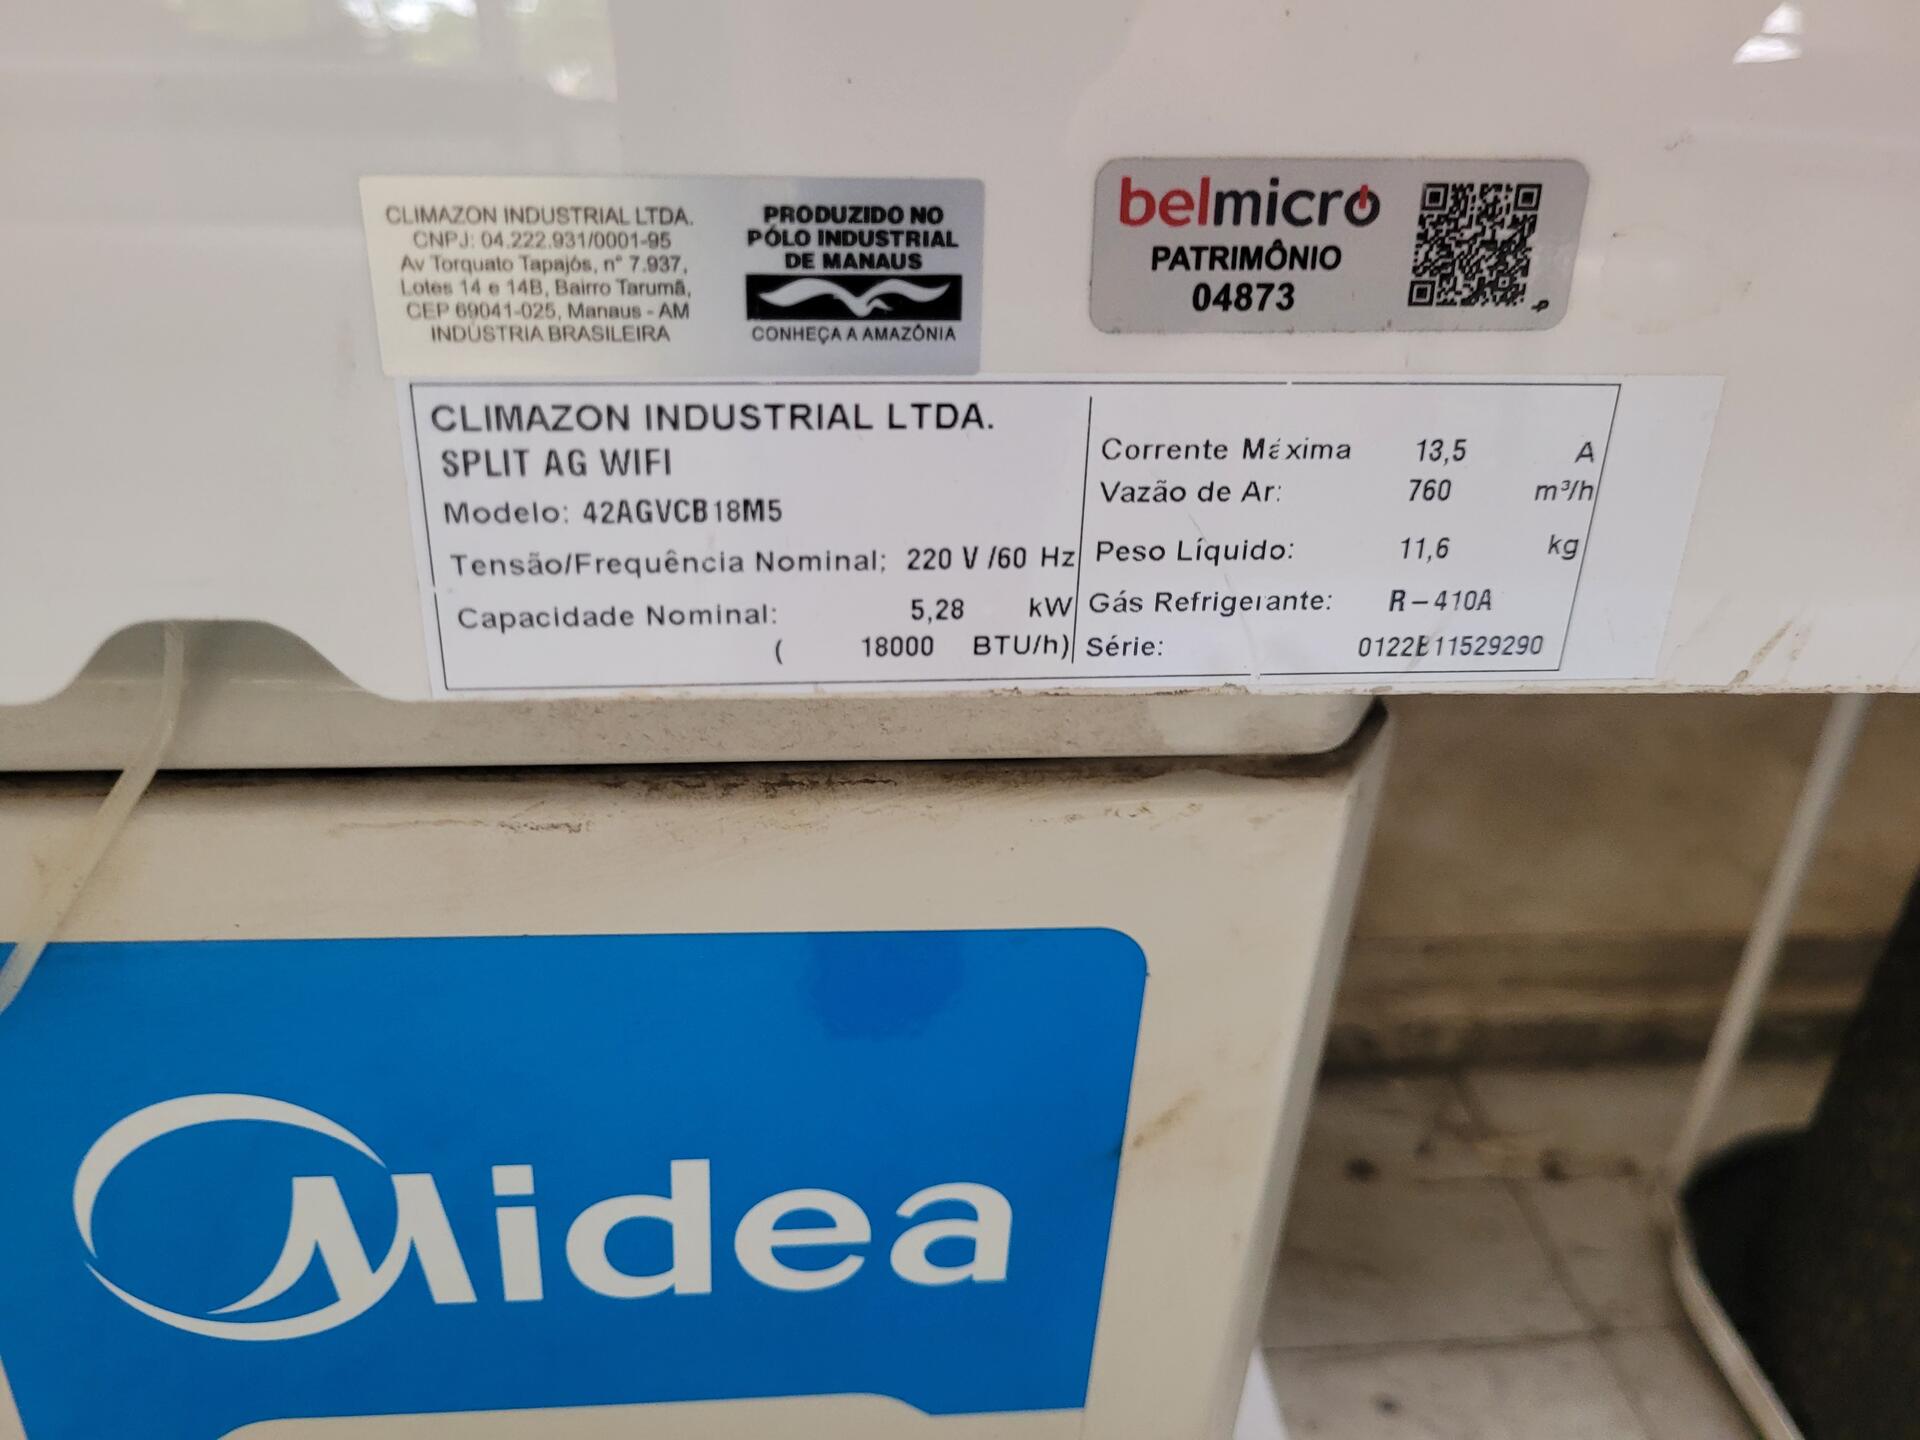 CLIMAZON INDUSTRIAL LTDA.
CNPJ: 04.222.931/0001-95
Av Torquato Tapajós, n° 7.937,
Lotes 14 e 14B, Bairro Tarumã,
CEP 69041-025, Manaus - AM
INDÚSTRIA BRASILEIRA
PRODUZIDO NO
PÓLO INDUSTRIAL
DE MANAUS
CONHEÇA A AMAZÔNIA
belmicro
PATRIMÔNIO
04873
CLIMAZON INDUSTRIAL LTDA.
SPLIT AG WIFI
Modelo: 42AGVCB18M5
Tensão/Frequência Nominal: 220 V /60 Hz
Capacidade Nominal: 5,28 kW
( 18000 BTU/h)
Corrente Máxima 13,5 A
Vazão de Ar: 760 m³/h
Peso Líquido: 11,6 kg
Gás Refrigerante: R-410A
Série: 0122E11529290
Midea